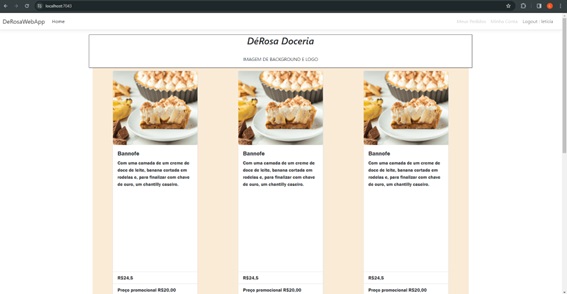 localhost:7043
DeRosaWebApp Home Meus Pedidos Minha Conta Logout | leticia
DéRosa Doceria
IMAGEM DE BACKGROUND E LOGO
Bannofe
Com uma camada de um creme de
doce de leite, banana cortada em
rodelas e, para finalizar com chave
de ouro, um chantilly caseiro.
R$24,5
Preço promocional R$20,00
Bannofe
Com uma camada de um creme de
doce de leite, banana cortada em
rodelas e, para finalizar com chave
de ouro, um chantilly caseiro.
R$24,5
Preço promocional R$20,00
Bannofe
Com uma camada de um creme de
doce de leite, banana cortada em
rodelas e, para finalizar com chave
de ouro, um chantilly caseiro.
R$24,5
Preço promocional R$20,00